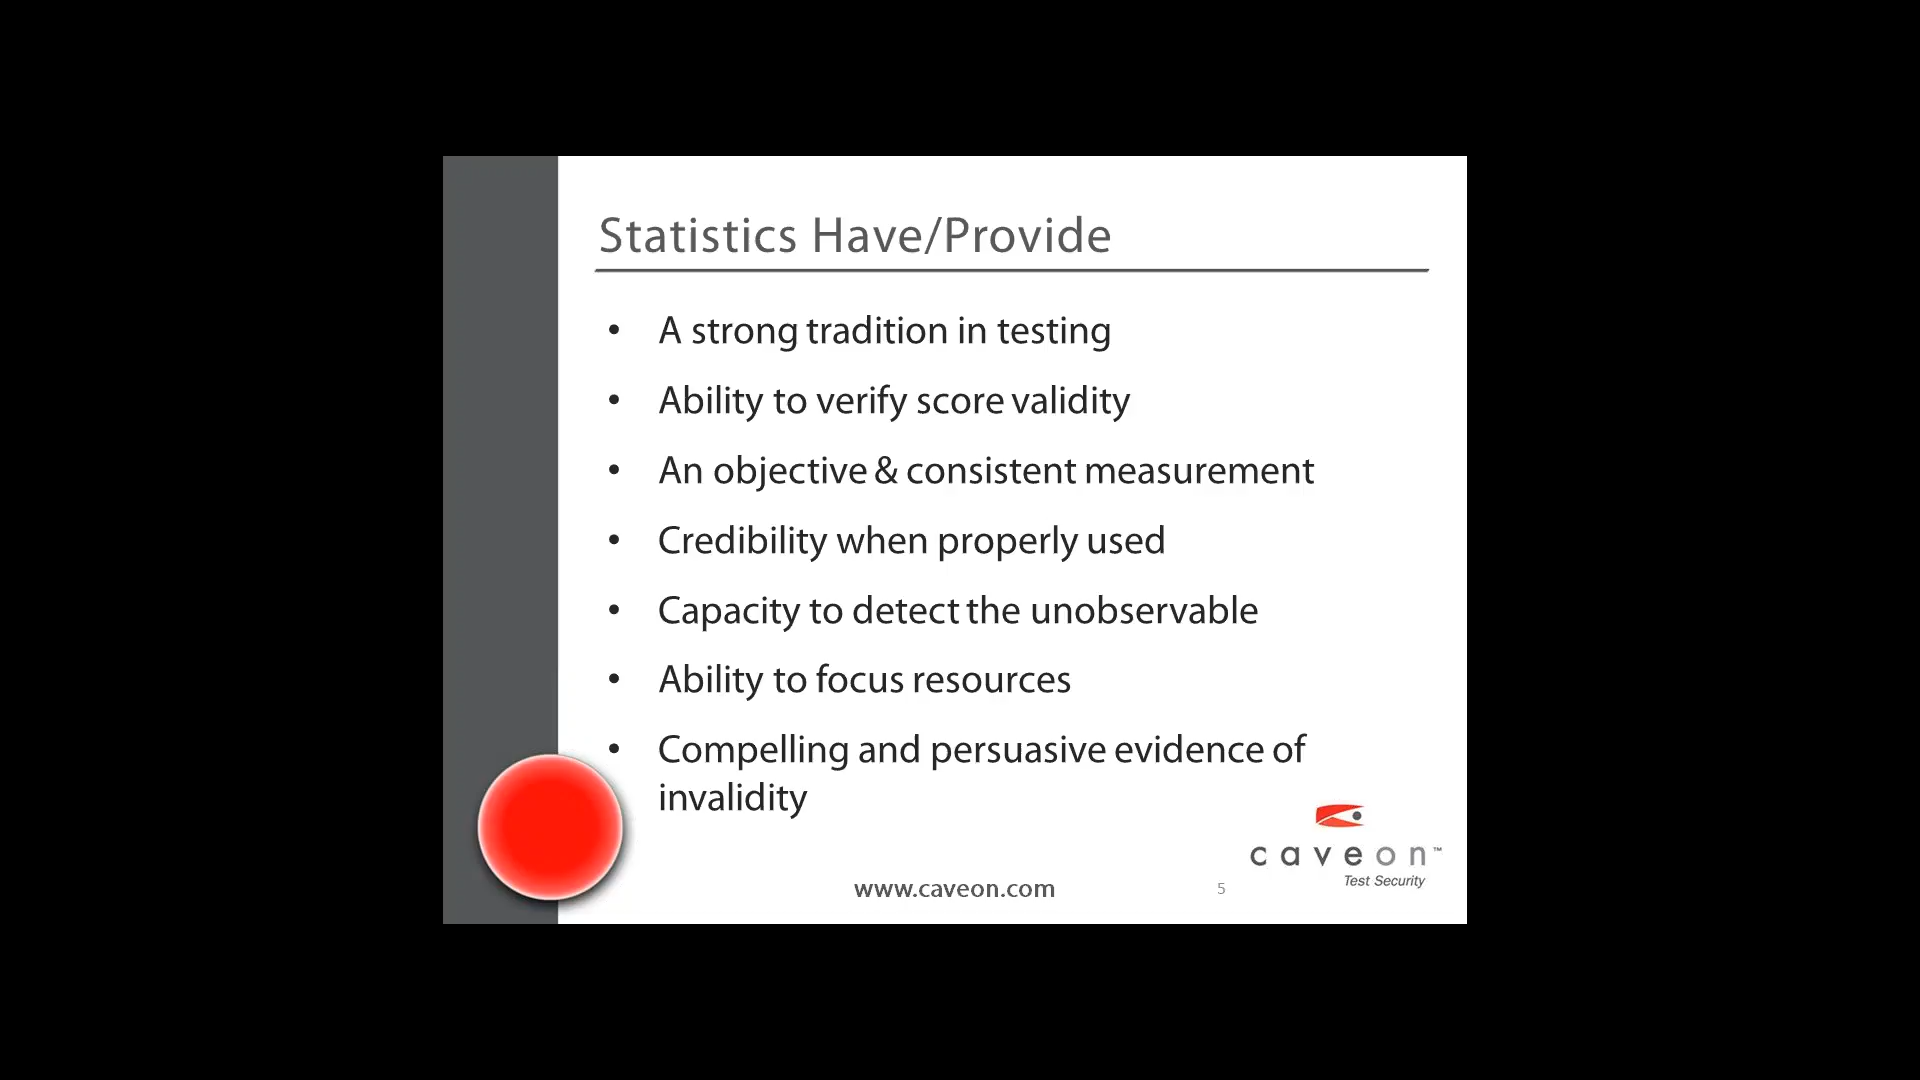 Statistics Have/Provide
• A strong tradition in testing
• Ability to verify score validity
• An objective & consistent measurement
• Credibility when properly used
• Capacity to detect the unobservable
• Ability to focus resources
• Compelling and persuasive evidence of
invalidity
caveon™
Test Security
www.caveon.com
5